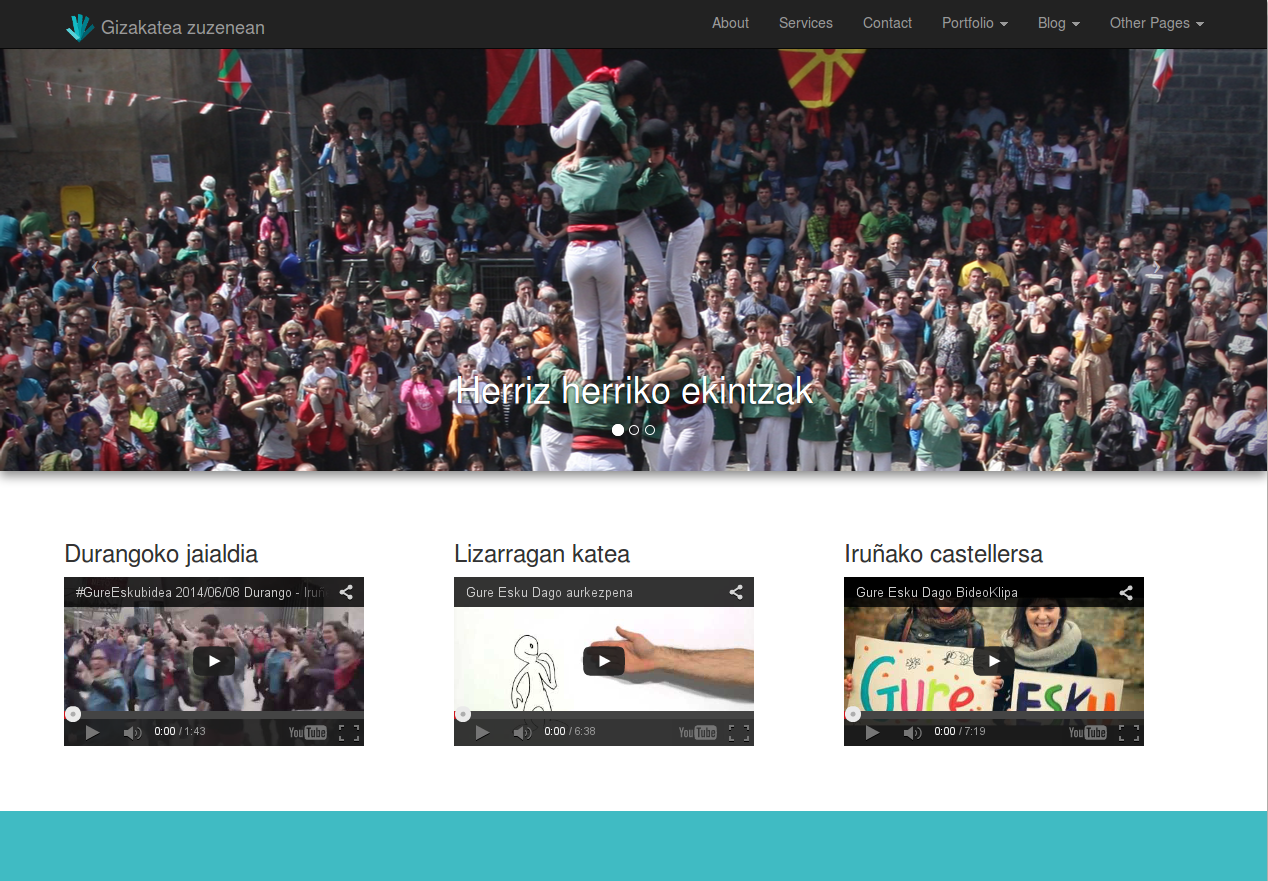 Gizakatea zuzenean
About Services Contact Portfolio Blog Other Pages
Herriz herriko ekintzak
Durangoko jaialdia Lizarragan katea Iruñako castellersa
#GureEskubidea 2014/06/08 Durango - Iruñ Gure Esku Dago aurkezpena Gure Esku Dago BideoKlipa
GURE ESKU
0:00 / 1:43 YouTube 0:00 / 6:38 YouTube 0:00 / 7:19 YouTube